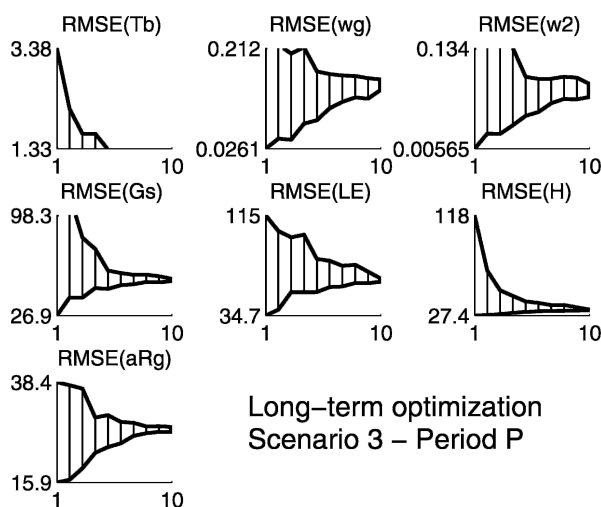 RMSE(Tb) RMSE(wg) RMSE(w2)
3.38 0.212 0.134
1.33 0.0261 0.00565
1 10 1 10 1 10
RMSE(Gs) RMSE(LE) RMSE(H)
98.3 115 118
26.9 34.7 27.4
1 10 1 10 1 10
RMSE(aRg)
38.4
15.9
1 10
Long−term optimization
Scenario 3 − Period P